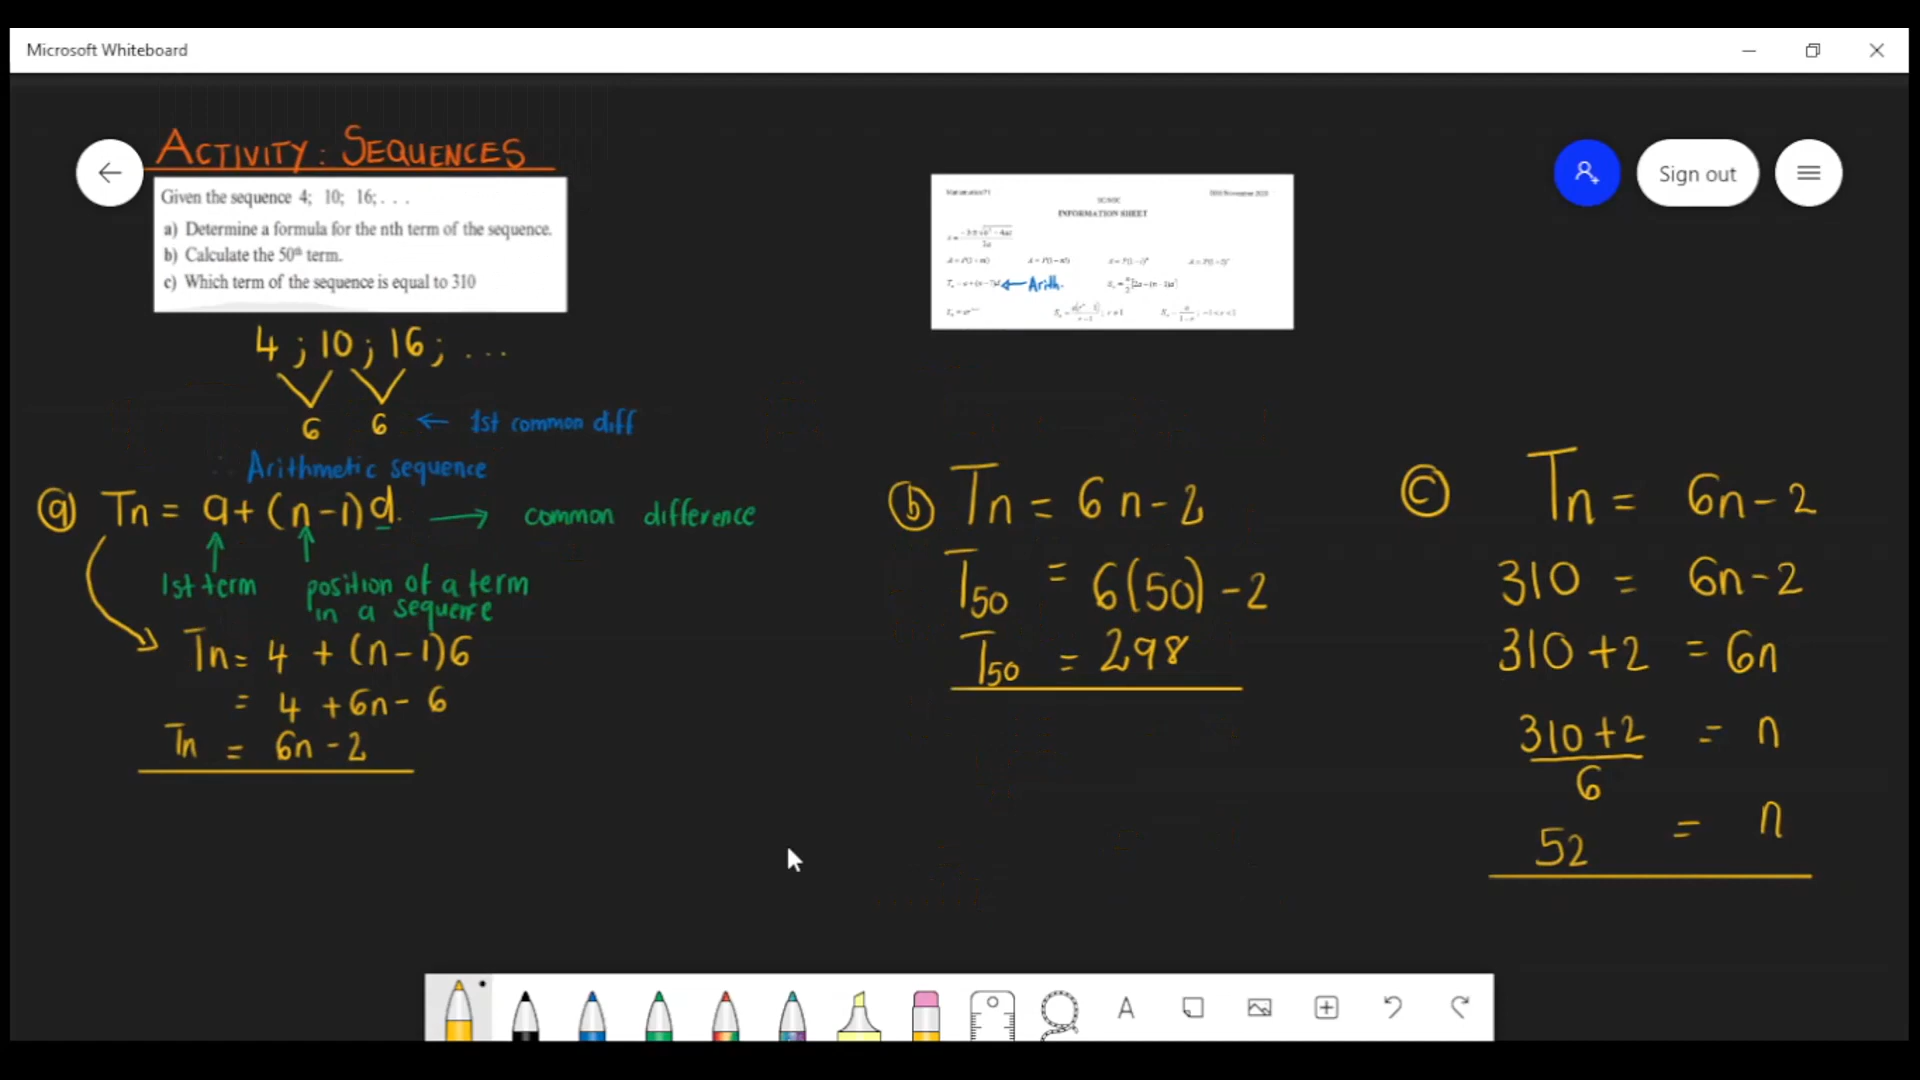 Microsoft Whiteboard
ACTIVITY: SEQUENCES
Given the sequence 4; 10; 16; . . .
a) Determine a formula for the nth term of the sequence.
b) Calculate the 50th term.
c) Which term of the sequence is equal to 310
Sign out
INFORMATION SHEET
← Arith.
4 ; 10 ; 16 ; ...
6 6 ← 1st common diff
Arithmetic sequence
(a) Tn = a + (n - 1) d. → common difference
1st term
position of a term
in a sequence
Tn = 4 + (n - 1)6
= 4 + 6n - 6
Tn = 6n - 2
(b) Tn = 6n - 2
T50 = 6(50) - 2
T50 = 298
(c) Tn = 6n - 2
310 = 6n - 2
310 + 2 = 6n
310 + 2 = n
6
52 = n